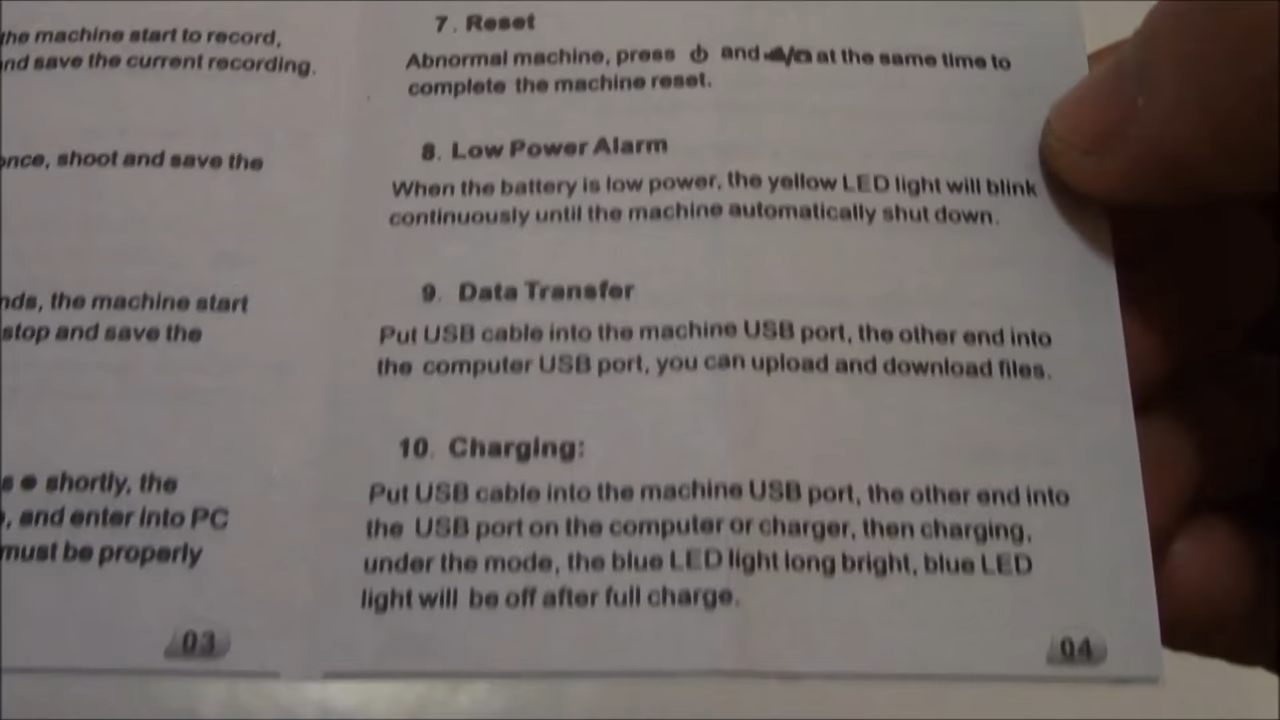 the machine start to record,
and save the current recording.
once, shoot and save the
nds, the machine start
stop and save the
s ● shortly, the
, and enter into PC
must be properly
03
7. Reset
Abnormal machine, press ⏻ and / at the same time to
complete the machine reset.
8. Low Power Alarm
When the battery is low power, the yellow LED light will blink
continuously until the machine automatically shut down.
9. Data Transfer
Put USB cable into the machine USB port, the other end into
the computer USB port, you can upload and download files.
10. Charging:
Put USB cable into the machine USB port, the other end into
the USB port on the computer or charger, then charging,
under the mode, the blue LED light long bright, blue LED
light will be off after full charge.
04